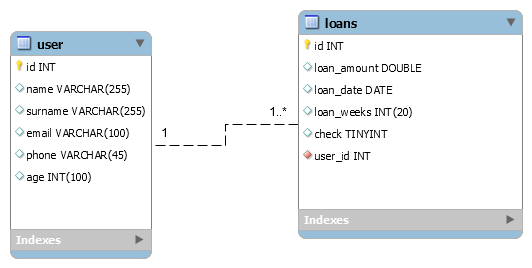 user
id INT
name VARCHAR(255)
surname VARCHAR(255)
email VARCHAR(100)
phone VARCHAR(45)
age INT(100)
Indexes
1
1..*
loans
id INT
loan_amount DOUBLE
loan_date DATE
loan_weeks INT(20)
check TINYINT
user_id INT
Indexes